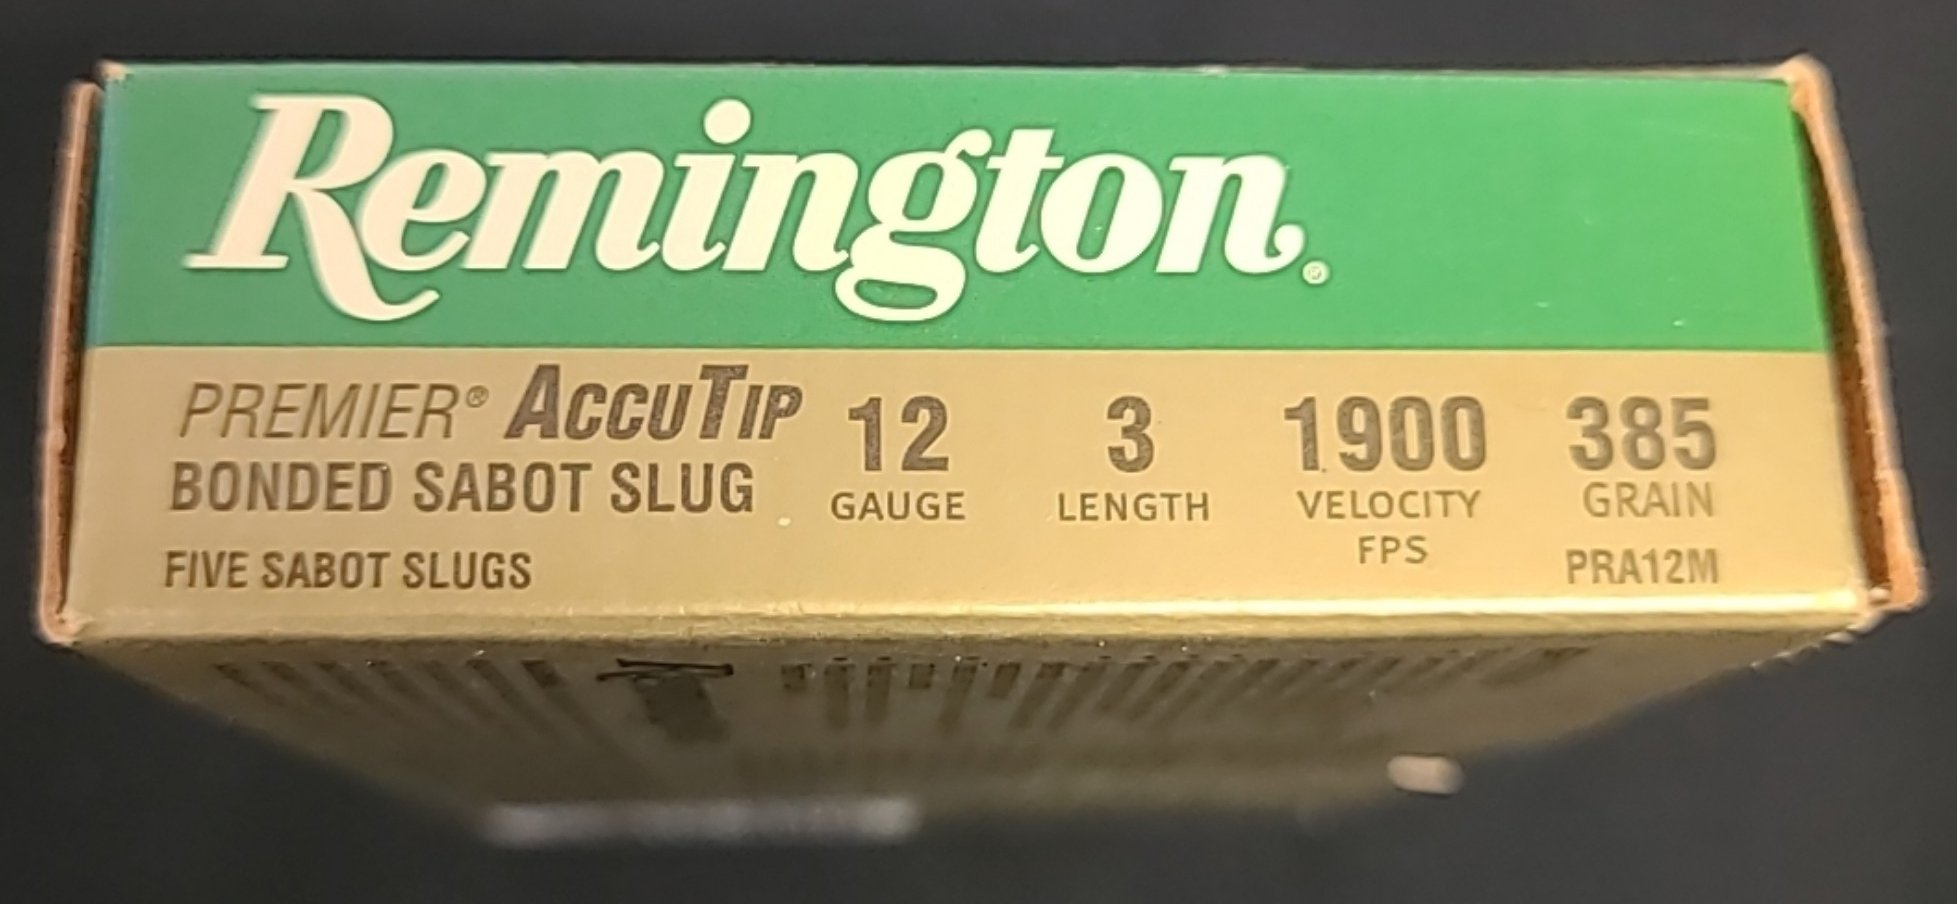 Remington®
PREMIER® ACCUTIP
BONDED SABOT SLUG
FIVE SABOT SLUGS
12
GAUGE
3
LENGTH
1900
VELOCITY
FPS
385
GRAIN
PRA12M